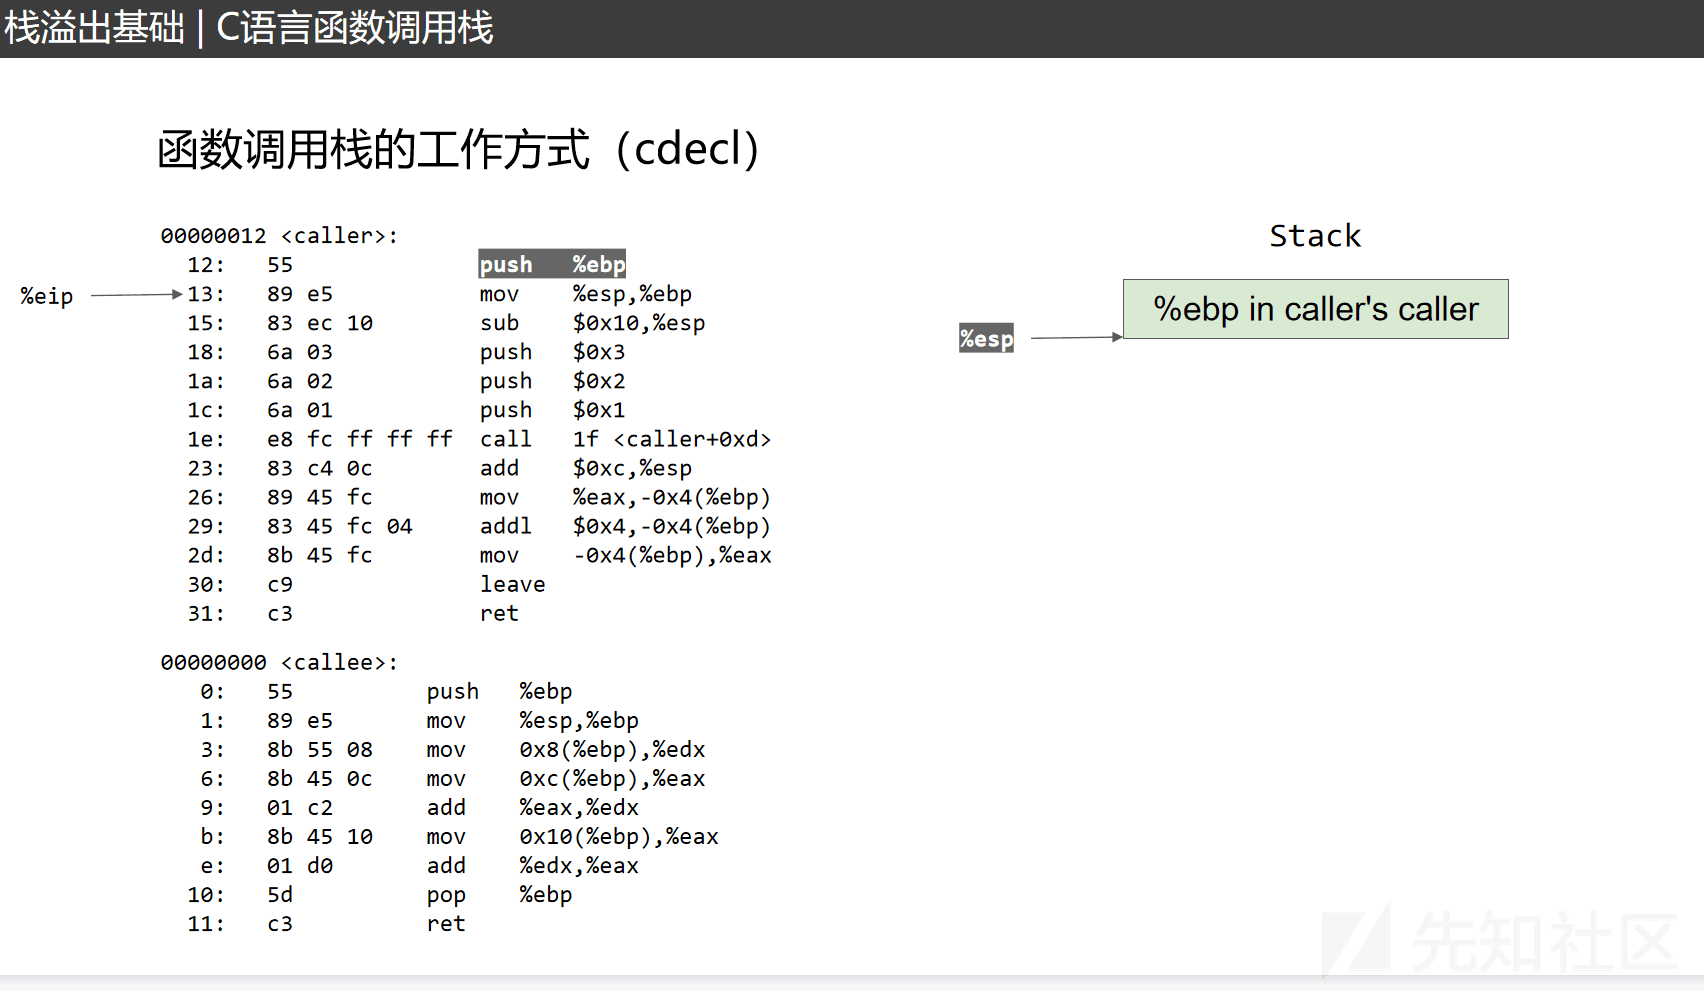 栈溢出基础 | C语言函数调用栈
函数调用栈的工作方式（cdecl）
00000012 <caller>:
12: 55 push %ebp
%eip
13: 89 e5 mov %esp,%ebp
15: 83 ec 10 sub $0x10,%esp
18: 6a 03 push $0x3
1a: 6a 02 push $0x2
1c: 6a 01 push $0x1
1e: e8 fc ff ff ff call 1f <caller+0xd>
23: 83 c4 0c add $0xc,%esp
26: 89 45 fc mov %eax,-0x4(%ebp)
29: 83 45 fc 04 addl $0x4,-0x4(%ebp)
2d: 8b 45 fc mov -0x4(%ebp),%eax
30: c9 leave
31: c3 ret
00000000 <callee>:
0: 55 push %ebp
1: 89 e5 mov %esp,%ebp
3: 8b 55 08 mov 0x8(%ebp),%edx
6: 8b 45 0c mov 0xc(%ebp),%eax
9: 01 c2 add %eax,%edx
b: 8b 45 10 mov 0x10(%ebp),%eax
e: 01 d0 add %edx,%eax
10: 5d pop %ebp
11: c3 ret
Stack
%ebp in caller's caller
%esp
先知社区